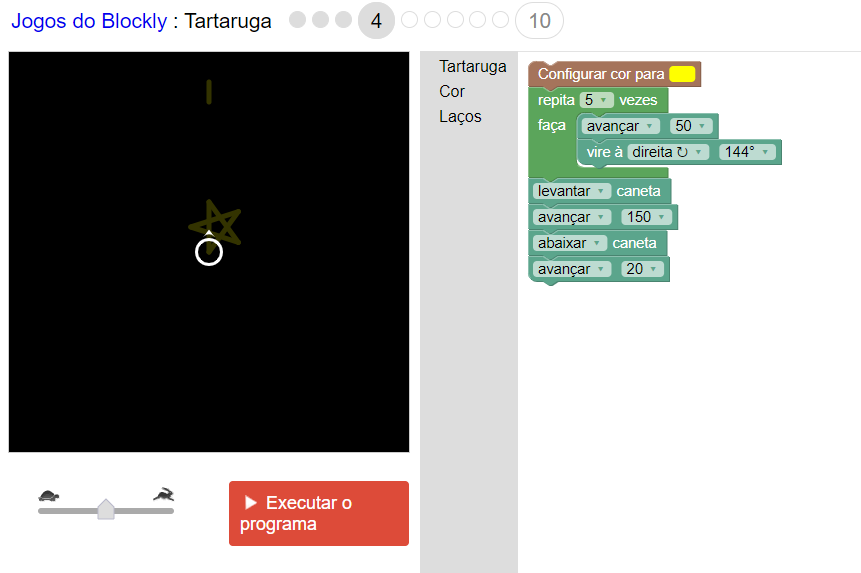 Jogos do Blockly : Tartaruga 4 10
Tartaruga
Cor
Laços
Configurar cor para
repita 5 vezes
faça avançar 50
vire à direita ↻ 144°
levantar caneta
avançar 150
abaixar caneta
avançar 20
Executar o
programa